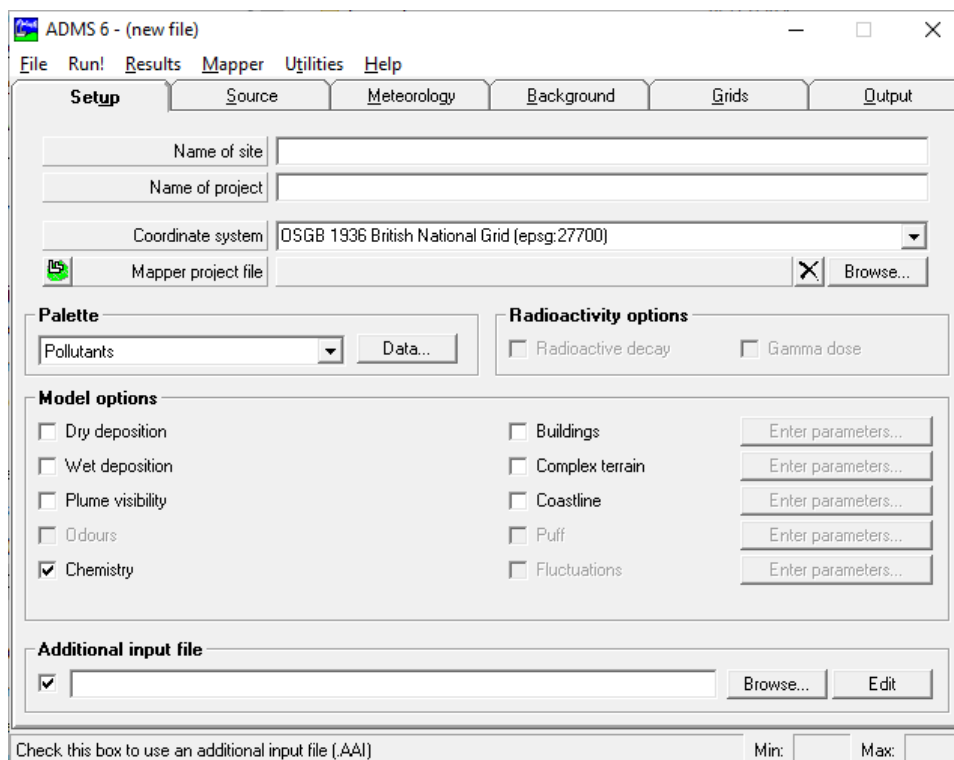 ADMS 6 - (new file)
File Run! Results Mapper Utilities Help
Setup Source Meteorology Background Grids Output
Name of site
Name of project
Coordinate system OSGB 1936 British National Grid (epsg:27700)
Mapper project file Browse...
Palette Radioactivity options
Pollutants Data... Radioactive decay Gamma dose
Model options
Dry deposition Buildings Enter parameters...
Wet deposition Complex terrain Enter parameters...
Plume visibility Coastline Enter parameters...
Odours Puff Enter parameters...
Chemistry Fluctuations Enter parameters...
Additional input file
Browse... Edit
Check this box to use an additional input file (.AAI) Min: Max: